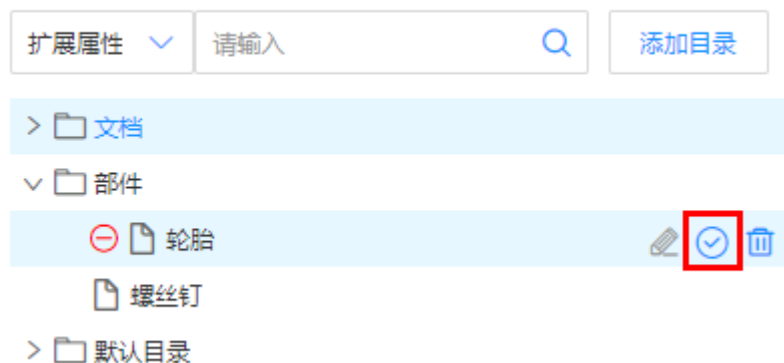 扩展属性 请输入 添加目录
文档
部件
轮胎
螺丝钉
默认目录